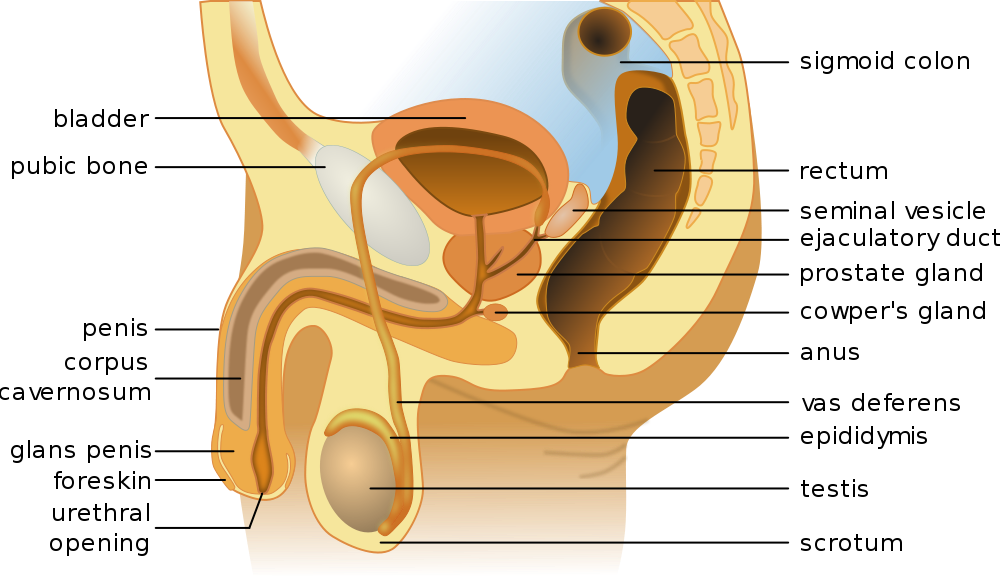 bladder
pubic bone
penis
corpus
cavernosum
glans penis
foreskin
urethral
opening
sigmoid colon
rectum
seminal vesicle
ejaculatory duct
prostate gland
cowper's gland
anus
vas deferens
epididymis
testis
scrotum